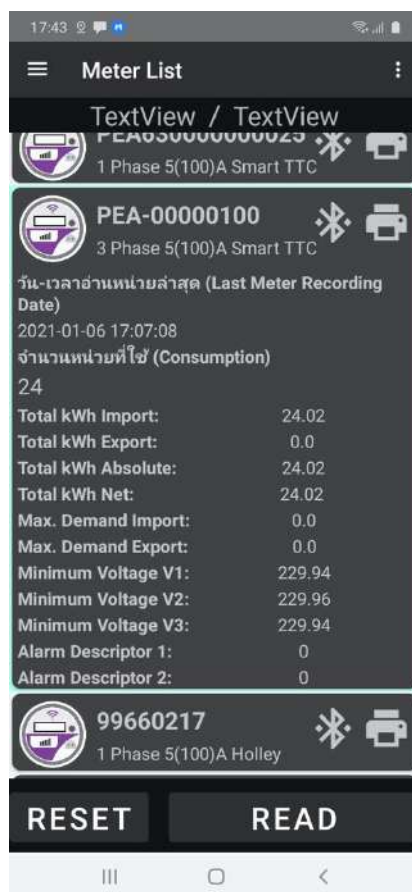 17:43
Meter List
TextView / TextView
PEA630000000025
1 Phase 5(100)A Smart TTC
PEA-00000100
3 Phase 5(100)A Smart TTC
วัน-เวลาอ่านหน่วยล่าสุด (Last Meter Recording
Date)
2021-01-06 17:07:08
จำนวนหน่วยที่ใช้ (Consumption)
24
Total kWh Import: 24.02
Total kWh Export: 0.0
Total kWh Absolute: 24.02
Total kWh Net: 24.02
Max. Demand Import: 0.0
Max. Demand Export: 0.0
Minimum Voltage V1: 229.94
Minimum Voltage V2: 229.96
Minimum Voltage V3: 229.94
Alarm Descriptor 1: 0
Alarm Descriptor 2: 0
99660217
1 Phase 5(100)A Holley
RESET READ